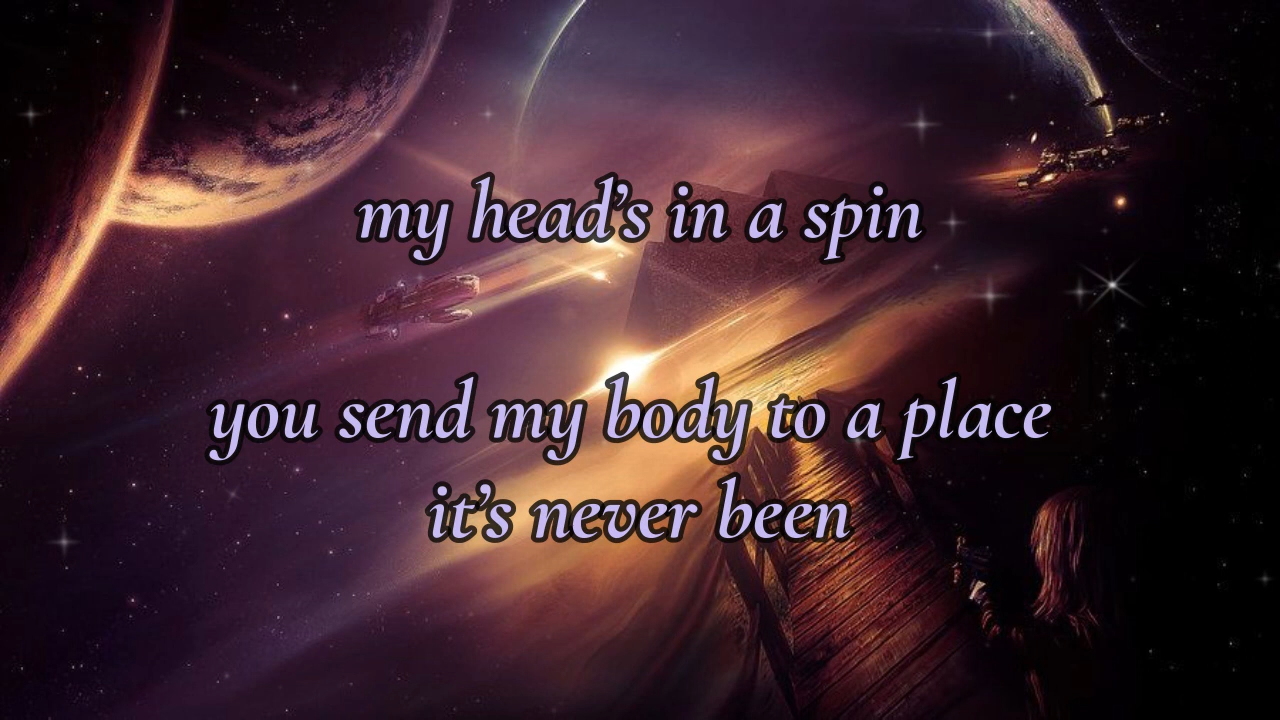 my head’s in a spin
you send my body to a place
it’s never been